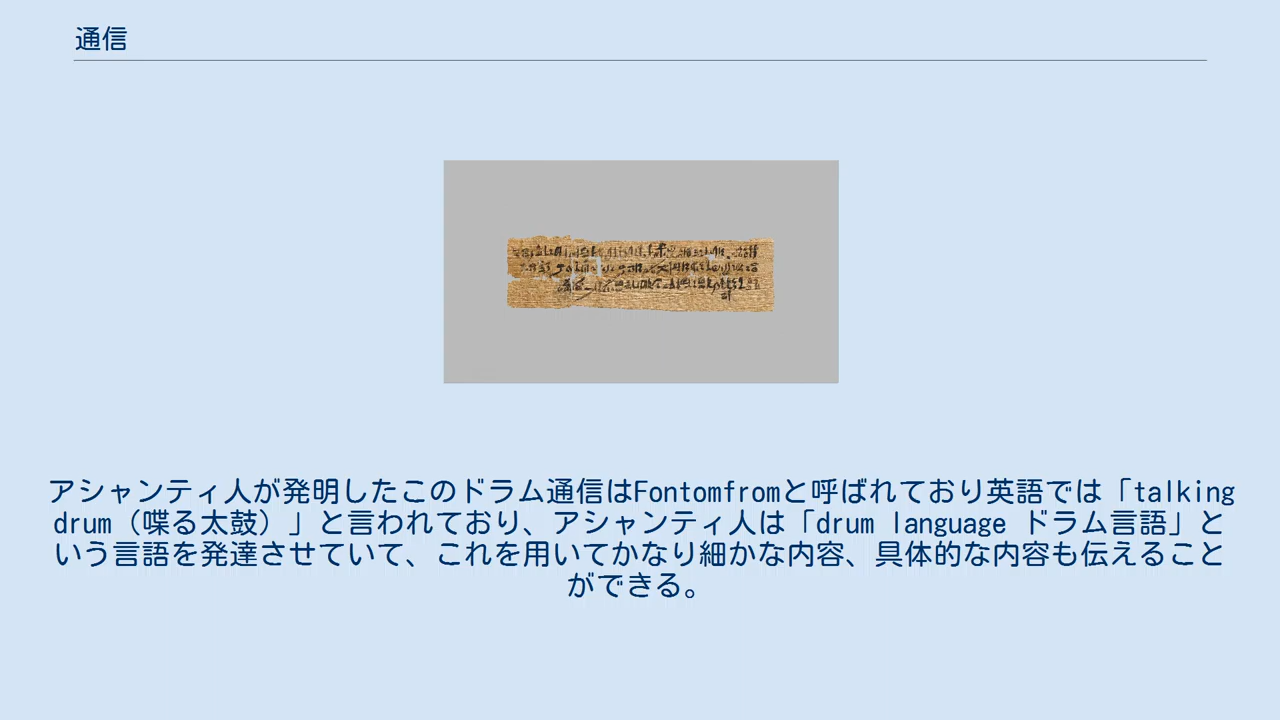 通信
アシャンティ人が発明したこのドラム通信はFontomfromと呼ばれており英語では「talking
drum（喋る太鼓）」と言われており、アシャンティ人は「drum language ドラム言語」と
いう言語を発達させていて、これを用いてかなり細かな内容、具体的な内容も伝えること
ができる。